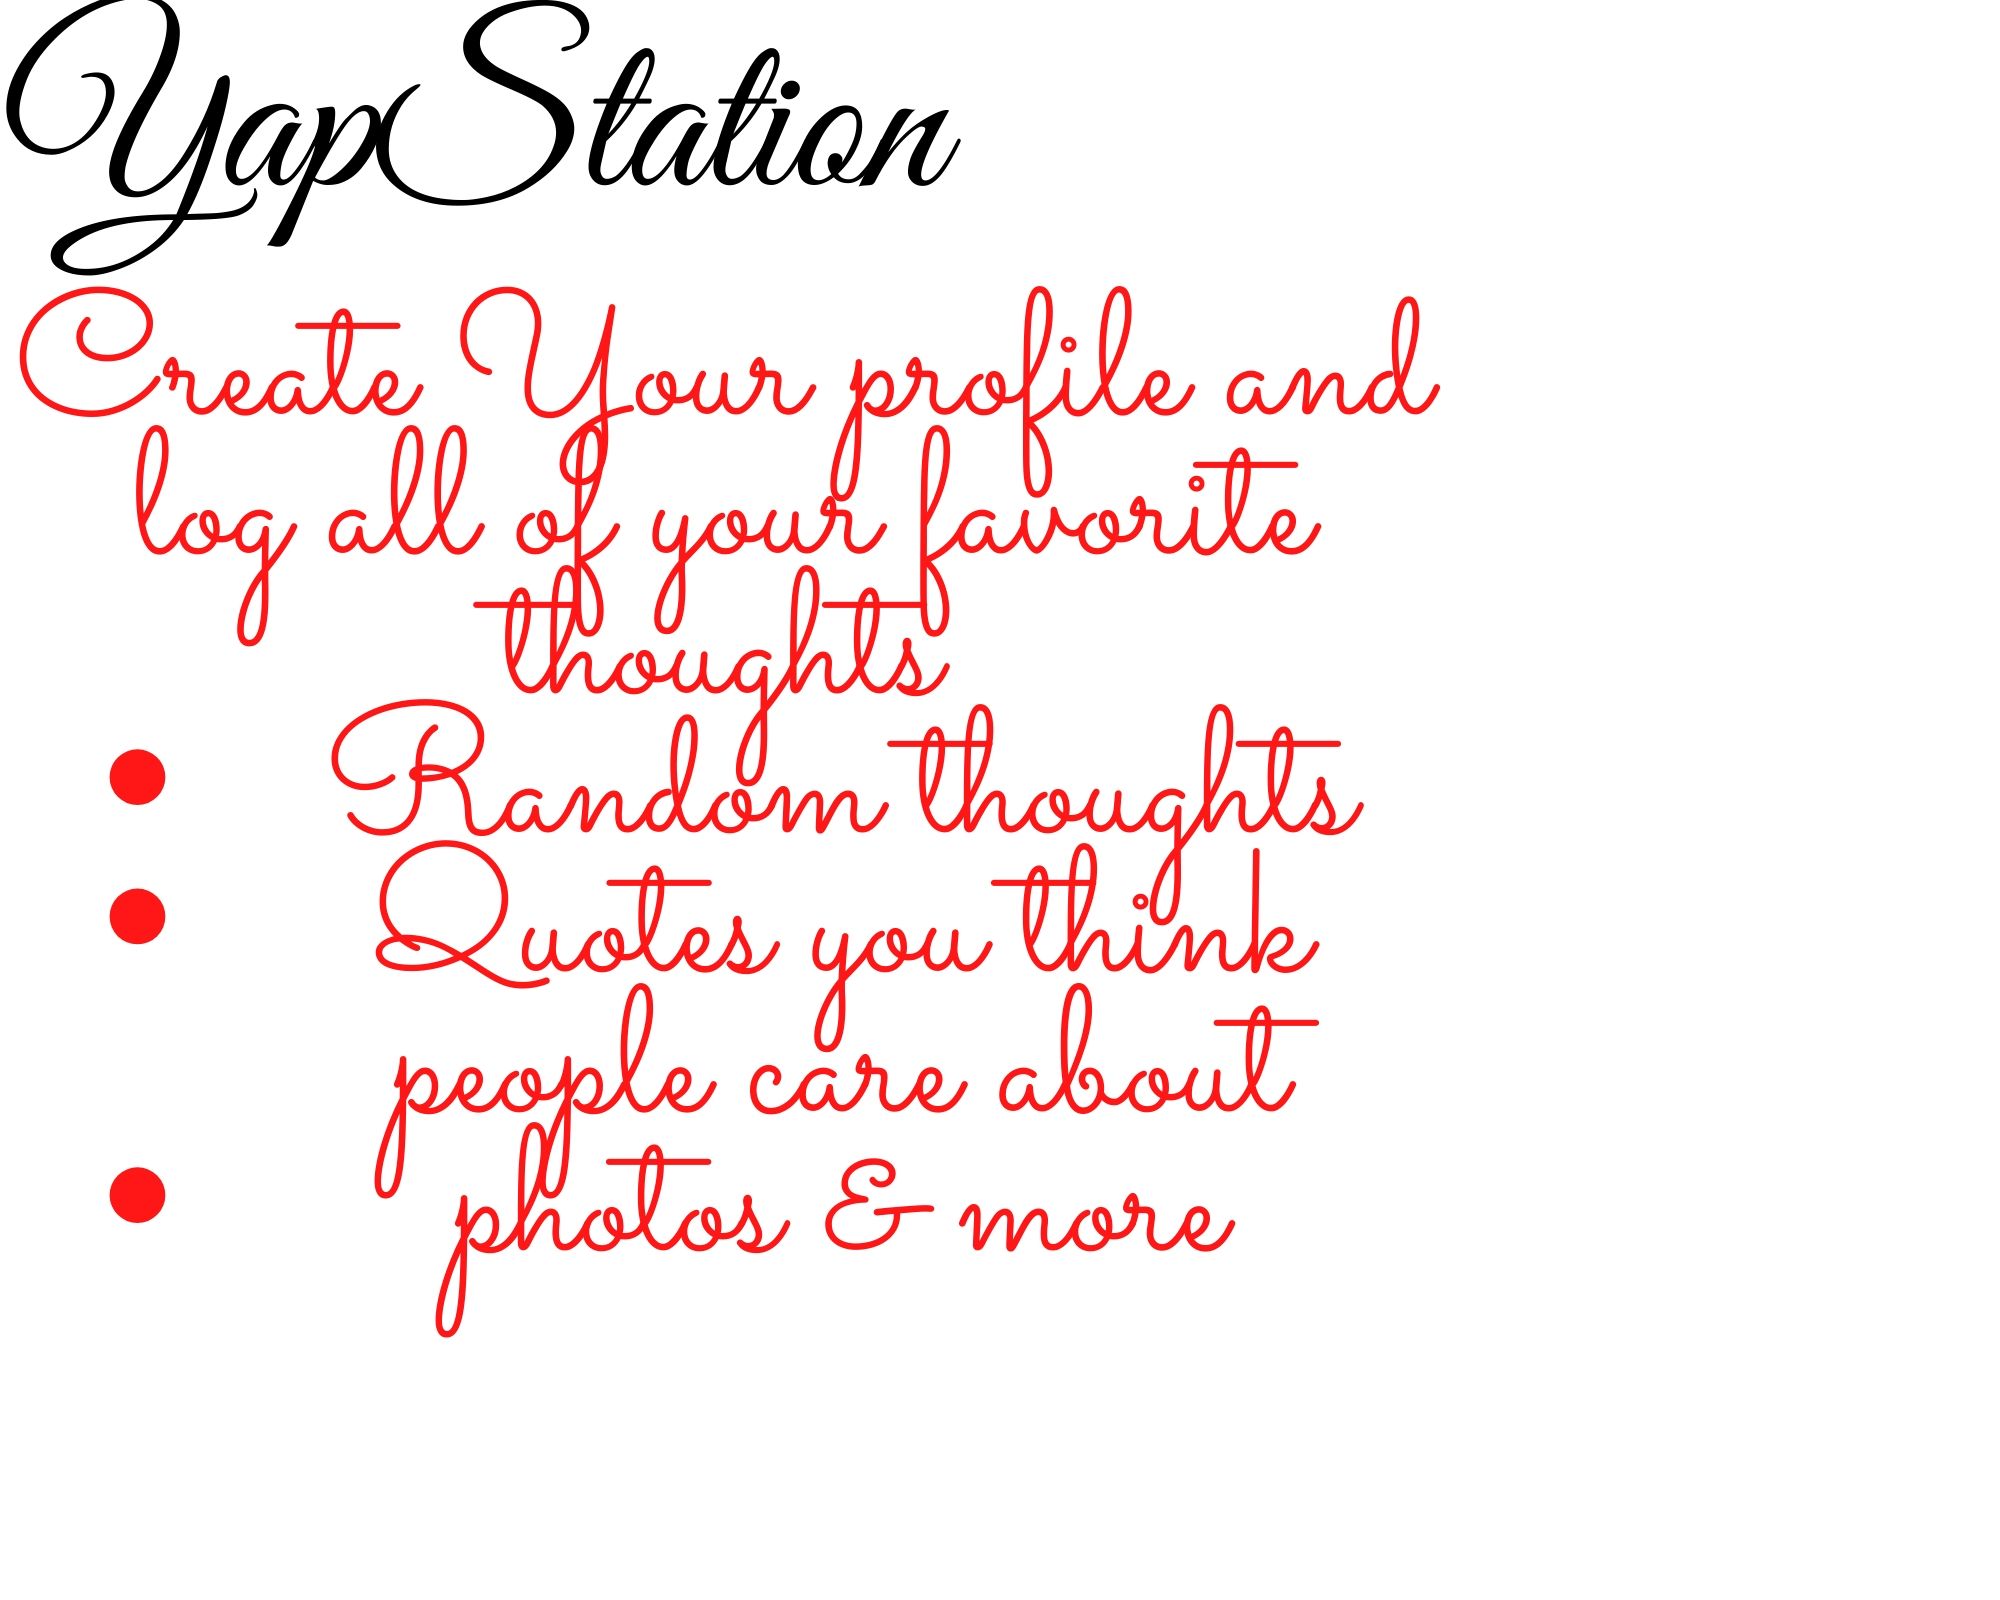 YapStation
Create Your profile and
log all of your favorite
thoughts
Random thoughts
Quotes you think
people care about
photos & more